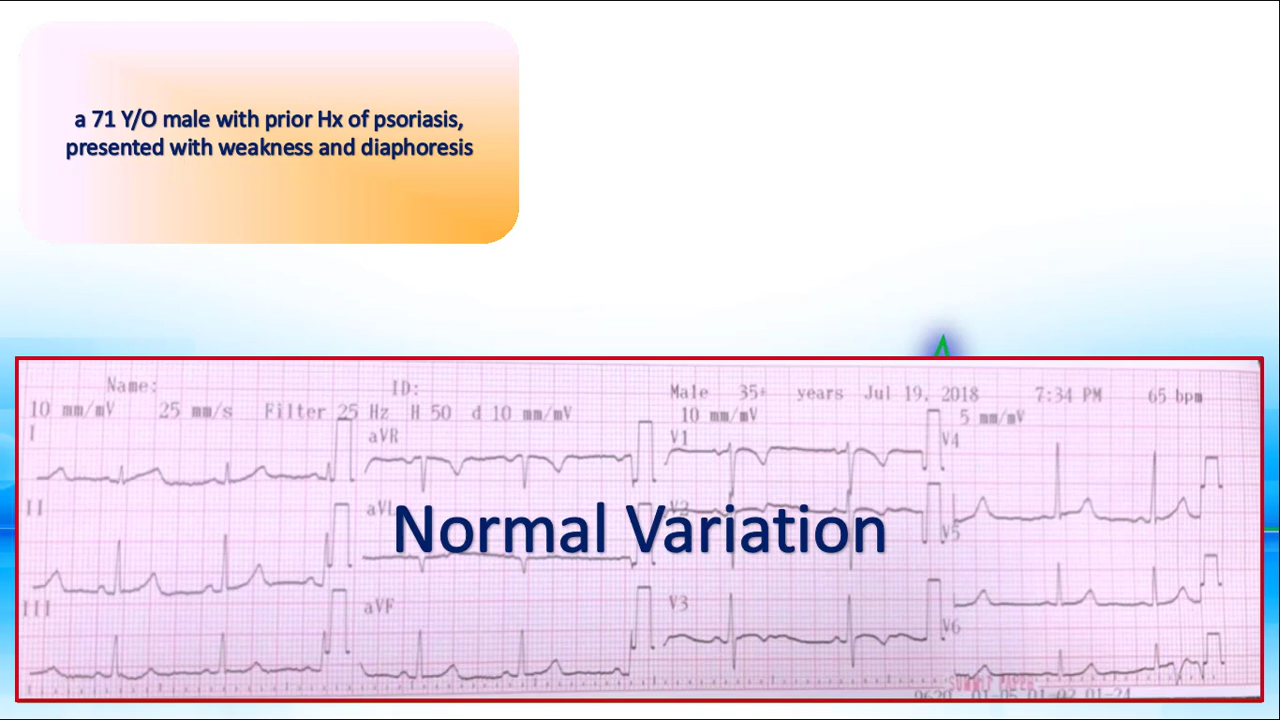 a 71 Y/O male with prior Hx of psoriasis,
presented with weakness and diaphoresis
Name: ID: Male 35+ years Jul 19, 2018 7:34 PM 65 bpm
10 mm/mV 25 mm/s Filter 25 Hz H 50 d 10 mm/mV 10 mm/mV 5 mm/mV
I aVR V1 V4
II aVL V2 V5
Normal Variation
III aVF V3 V6